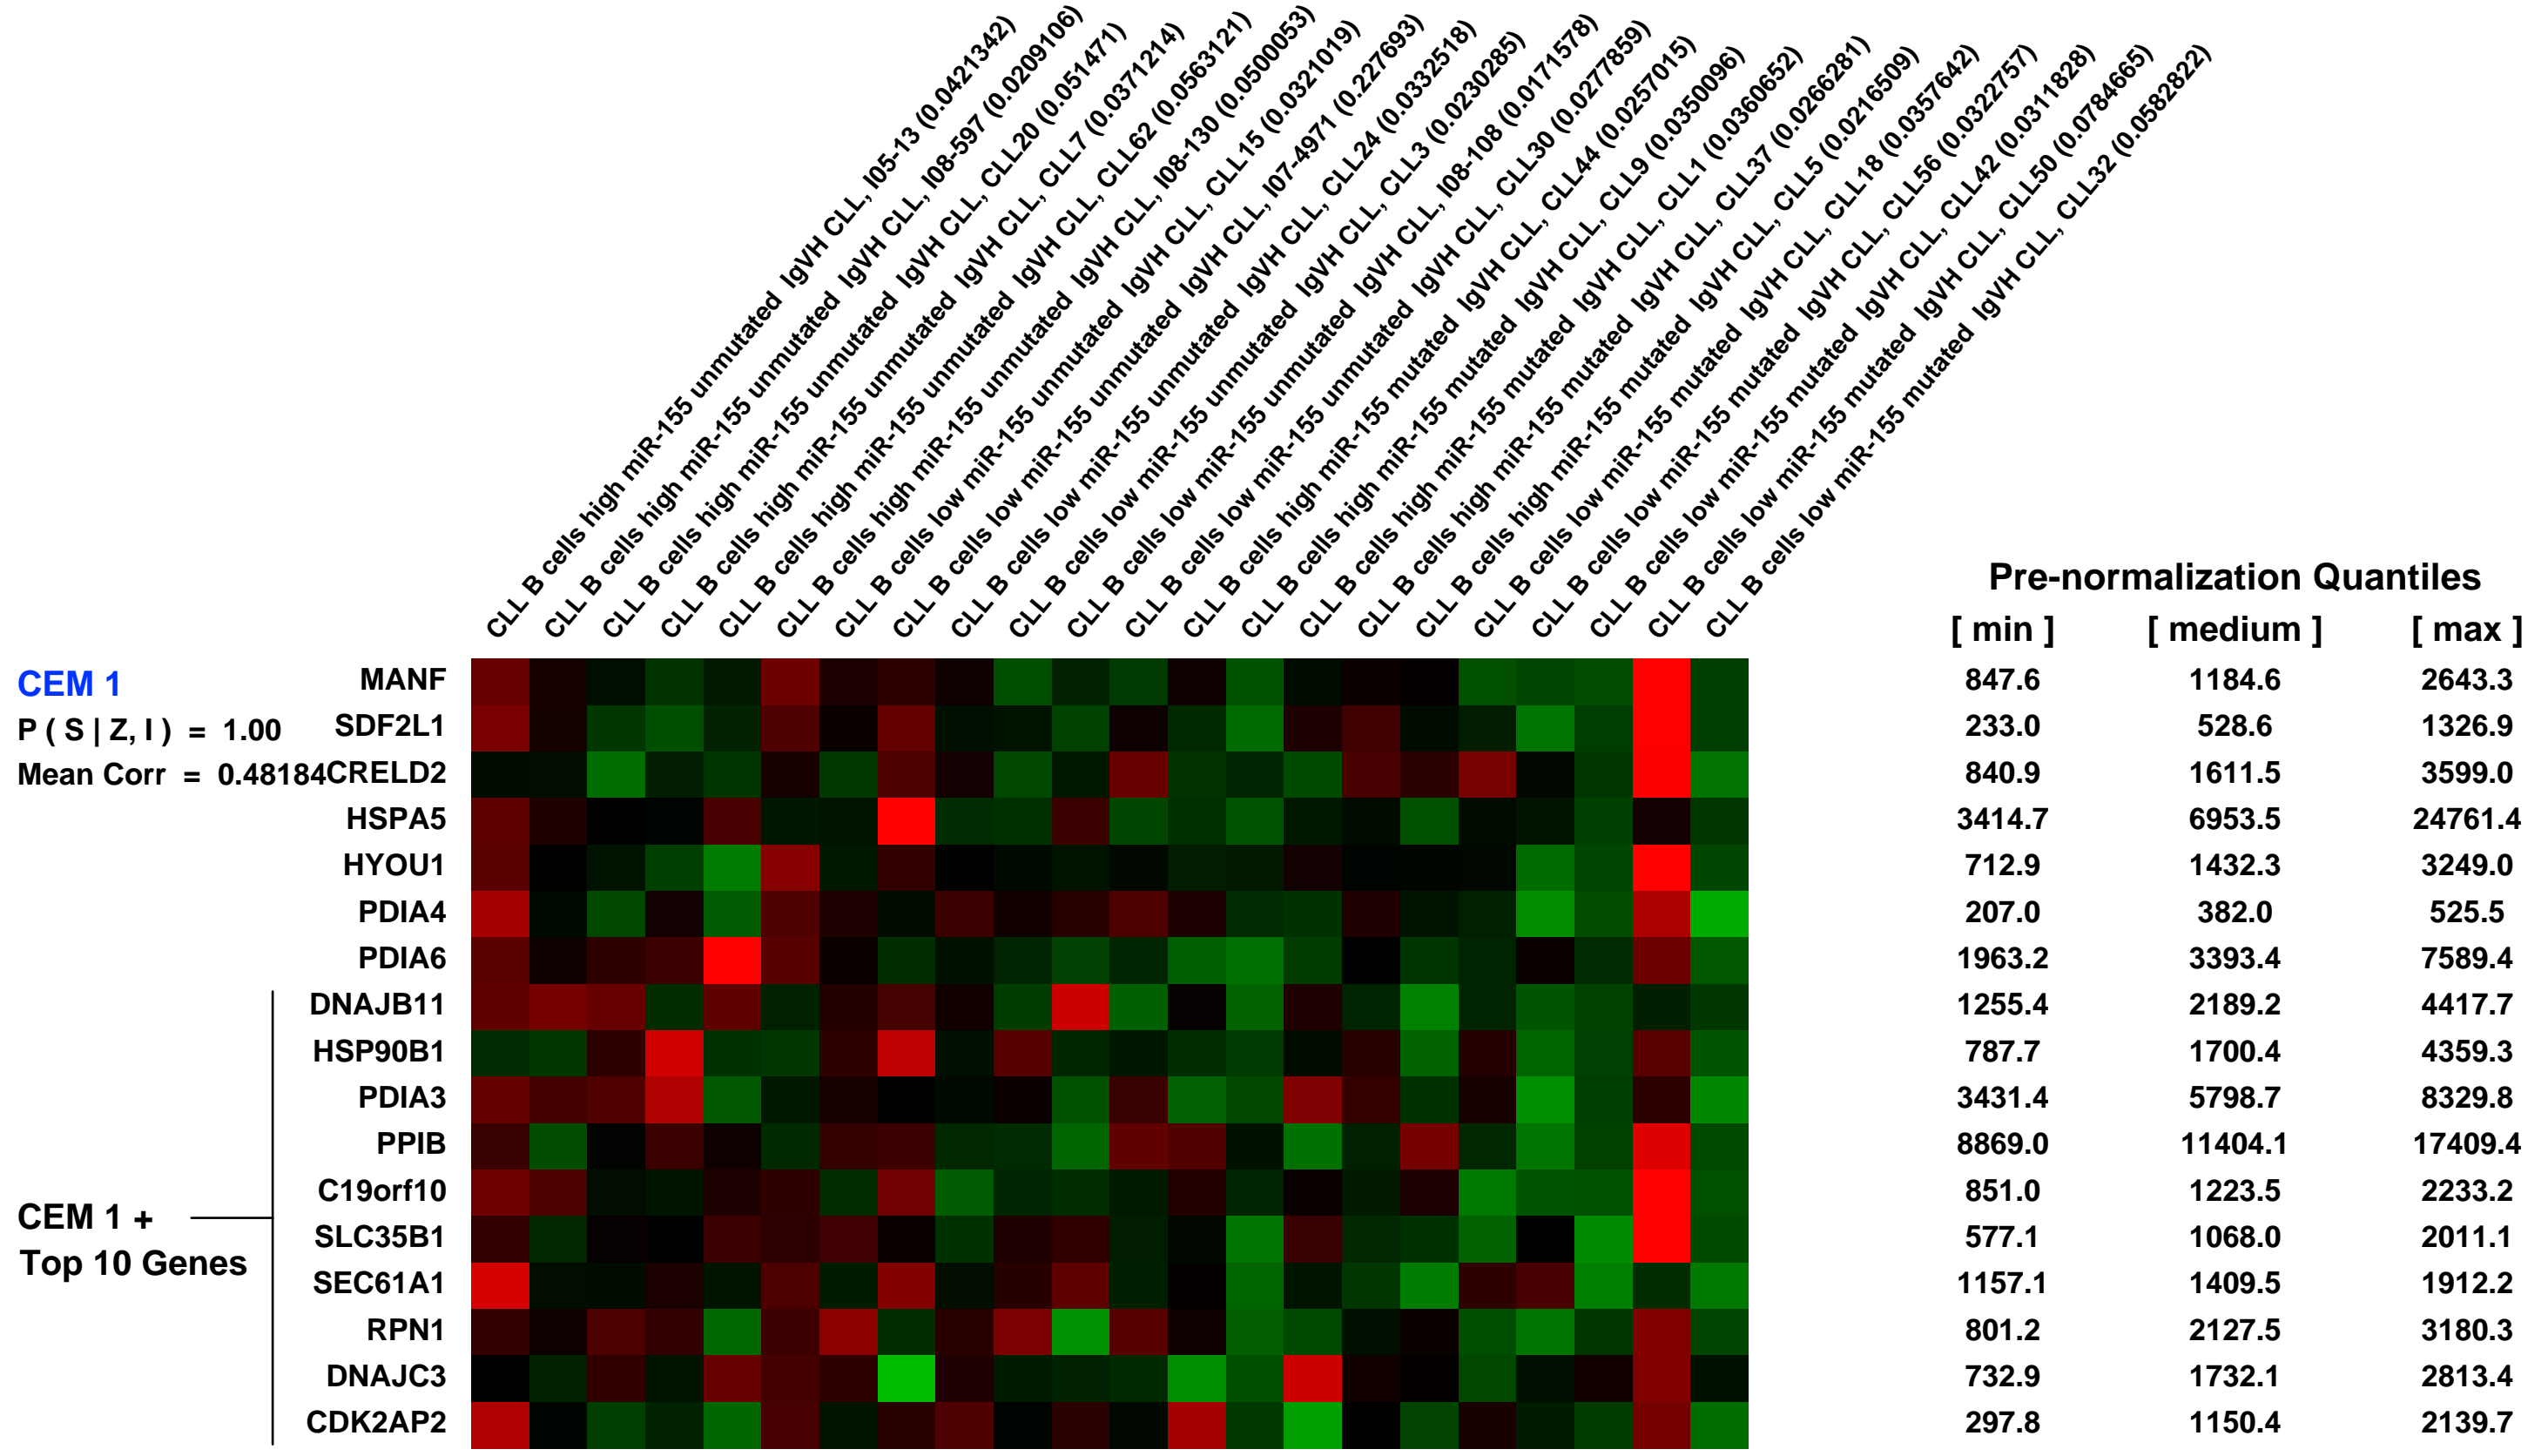 CLL B cells high miR-155 unmutated IgVH CLL, I05-13 (0.0421342)
CLL B cells high miR-155 unmutated IgVH CLL, I08-597 (0.0209106)
CLL B cells high miR-155 unmutated IgVH CLL, CLL20 (0.051471)
CLL B cells high miR-155 unmutated IgVH CLL, CLL7 (0.0371214)
CLL B cells high miR-155 unmutated IgVH CLL, CLL62 (0.0563121)
CLL B cells high miR-155 unmutated IgVH CLL, I08-130 (0.0500053)
CLL B cells low miR-155 unmutated IgVH CLL, CLL15 (0.0321019)
CLL B cells low miR-155 unmutated IgVH CLL, I07-4971 (0.227693)
CLL B cells low miR-155 unmutated IgVH CLL, CLL24 (0.0332518)
CLL B cells low miR-155 unmutated IgVH CLL, CLL3 (0.0230285)
CLL B cells low miR-155 unmutated IgVH CLL, I08-108 (0.0171578)
CLL B cells low miR-155 unmutated IgVH CLL, CLL30 (0.0277859)
CLL B cells high miR-155 mutated IgVH CLL, CLL44 (0.0257015)
CLL B cells high miR-155 mutated IgVH CLL, CLL9 (0.0350096)
CLL B cells high miR-155 mutated IgVH CLL, CLL1 (0.0360652)
CLL B cells high miR-155 mutated IgVH CLL, CLL37 (0.0266281)
CLL B cells high miR-155 mutated IgVH CLL, CLL5 (0.0216509)
CLL B cells low miR-155 mutated IgVH CLL, CLL18 (0.0357642)
CLL B cells low miR-155 mutated IgVH CLL, CLL56 (0.032757)
CLL B cells low miR-155 mutated IgVH CLL, CLL42 (0.0311828)
CLL B cells low miR-155 mutated IgVH CLL, CLL50 (0.0784665)
CLL B cells low miR-155 mutated IgVH CLL, CLL32 (0.0582822)
Pre-normalization Quantiles
[ min ] [ medium ] [ max ]
CEM 1 MANF 847.6 1184.6 2643.3
P ( S | Z, I ) = 1.00 SDF2L1 233.0 528.6 1326.9
Mean Corr = 0.48184 CRELD2 840.9 1611.5 3599.0
HSPA5 3414.7 6953.5 24761.4
HYOU1 712.9 1432.3 3249.0
PDIA4 207.0 382.0 525.5
PDIA6 1963.2 3393.4 7589.4
DNAJB11 1255.4 2189.2 4417.7
HSP90B1 787.7 1700.4 4359.3
PDIA3 3431.4 5798.7 8329.8
PPIB 8869.0 11404.1 17409.4
C19orf10 851.0 1223.5 2233.2
CEM 1 +
SLC35B1 577.1 1068.0 2011.1
Top 10 Genes
SEC61A1 1157.1 1409.5 1912.2
RPN1 801.2 2127.5 3180.3
DNAJC3 732.9 1732.1 2813.4
CDK2AP2 297.8 1150.4 2139.7